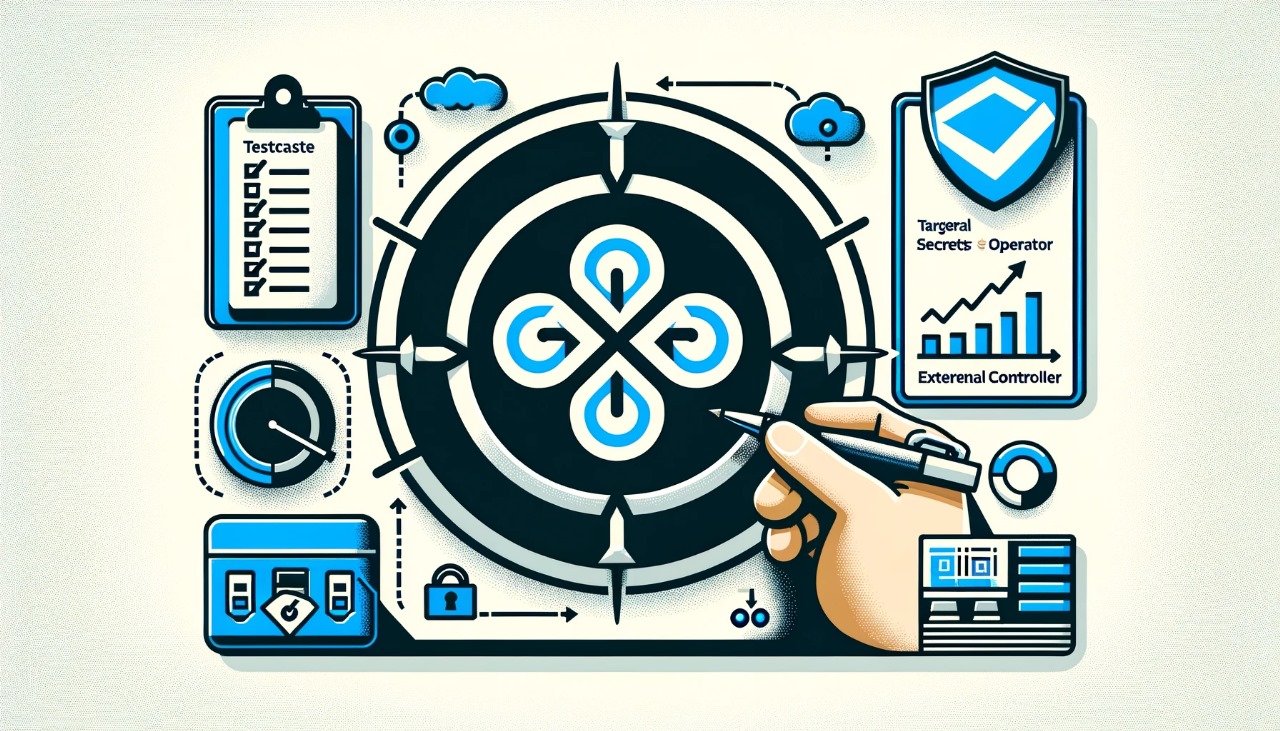 Testcaste
Targeral
Secrets e Operator
Exterenal Controller